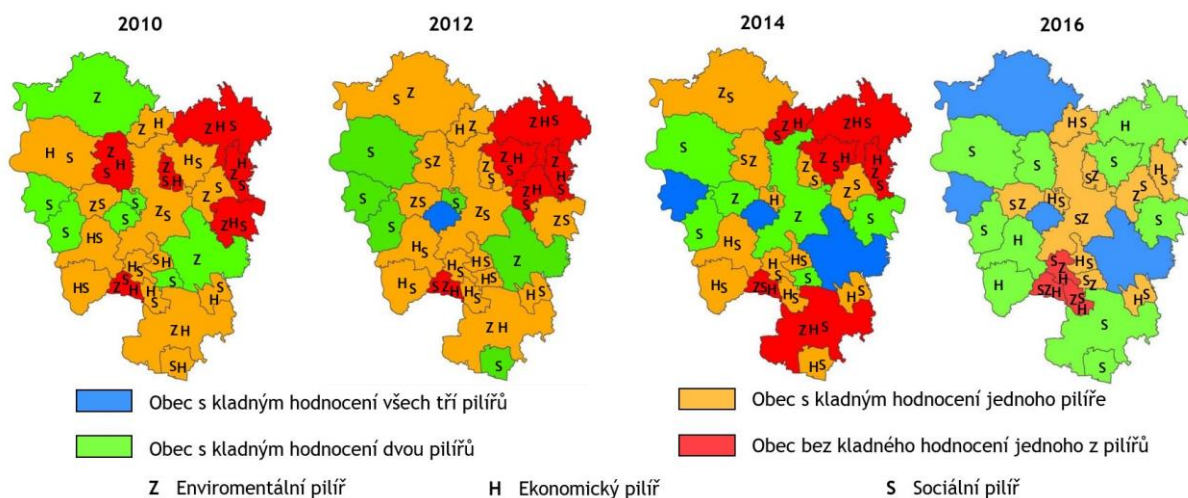 2010
2012
2014
2016
Z
H
Z
Z H S
H S
Z
H
S
Z
S H
H S
H
Z
S
S
Z
S
S
Z S
S
Z S
Z H S
S
H S
Z
S H
H S
H S
S
Z S H
H
S
S
H
Z H
S H
S Z
H
Z
Z H S
S
S Z
Z
S
Z H
S
Z
H
S
S
Z S
S
Z H
S
Z S
Z S
S
H
S
Z
H S
H S
H S
H S
S Z H
H S
S
H
Z H
S
Z S
Z H
S
Z H S
S
S Z
Z
S
Z H
S
H
Z
S
Z
S
Z
H
S
S
Z
S
H
S
H S
H S
S
Z S H
H S
H S
Z H S
H S
H S
H
S
S
S
Z
S
H
S
S Z
H S
Z
S
S Z
S
S
H
S
Z
H
H S
S
Z
H
S Z H
Z S
H
H S
S
S
Obec s kladným hodnocení všech tří pilířů
Obec s kladným hodnocení jednoho pilíře
Obec s kladným hodnocení dvou pilířů
Obec bez kladného hodnocení jednoho z pilířů
Z Enviromentální pilíř H Ekonomický pilíř S Sociální pilíř